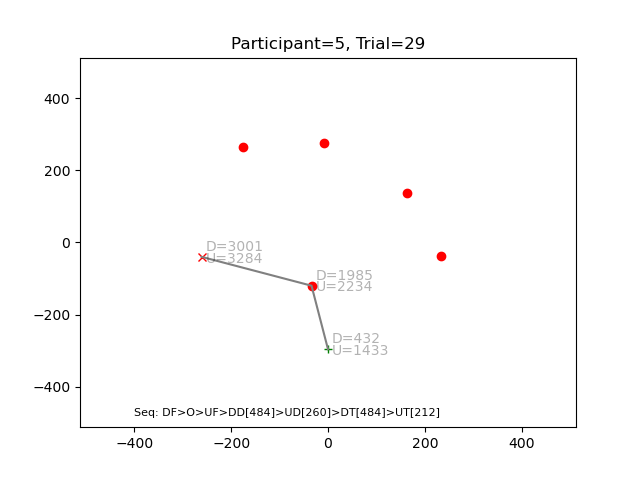 Participant=5, Trial=29
400
200
0
−200
−400
D=3001
U=3284
D=1985
U=2234
D=432
U=1433
Seq: DF>O>UF>DD[484]>UD[260]>DT[484]>UT[212]
−400 −200 0 200 400